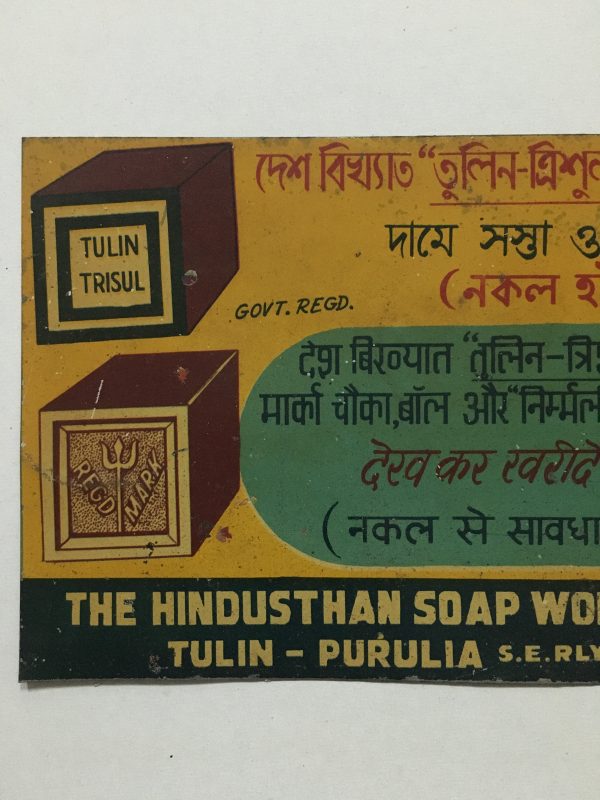 TULIN
TRISUL
দেশ বিখ্যাত "তুলিন-ত্রিশুল
দামে সস্তা ও
(নকল হ
GOVT. REGD.
देश बिख्यात "तुलिन-त्रि
मार्का चौका, बॉल और "निर्म्मल
देख कर खरीदे
(नकल से सावधा
REGD MARK
THE HINDUSTHAN SOAP WO
TULIN - PURULIA S.E.RLY